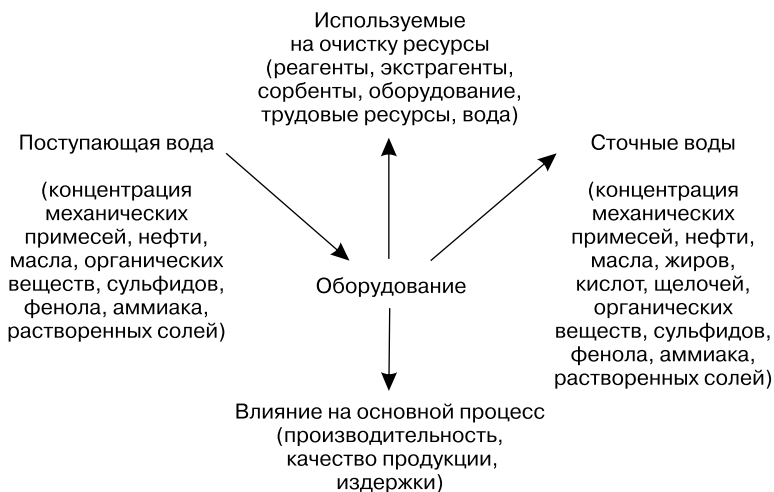 Используемые
на очистку ресурсы
(реагенты, экстрагенты,
сорбенты, оборудование,
трудовые ресурсы, вода)
Поступающая вода
(концентрация
механических
примесей, нефти,
масла, органических
веществ, сульфидов,
фенола, аммиака,
растворенных солей)
Оборудование
Сточные воды
(концентрация
механических
примесей, нефти,
масла, жиров,
кислот, щелочей,
органических
веществ, сульфидов,
фенола, аммиака,
растворенных солей)
Влияние на основной процесс
(производительность,
качество продукции,
издержки)